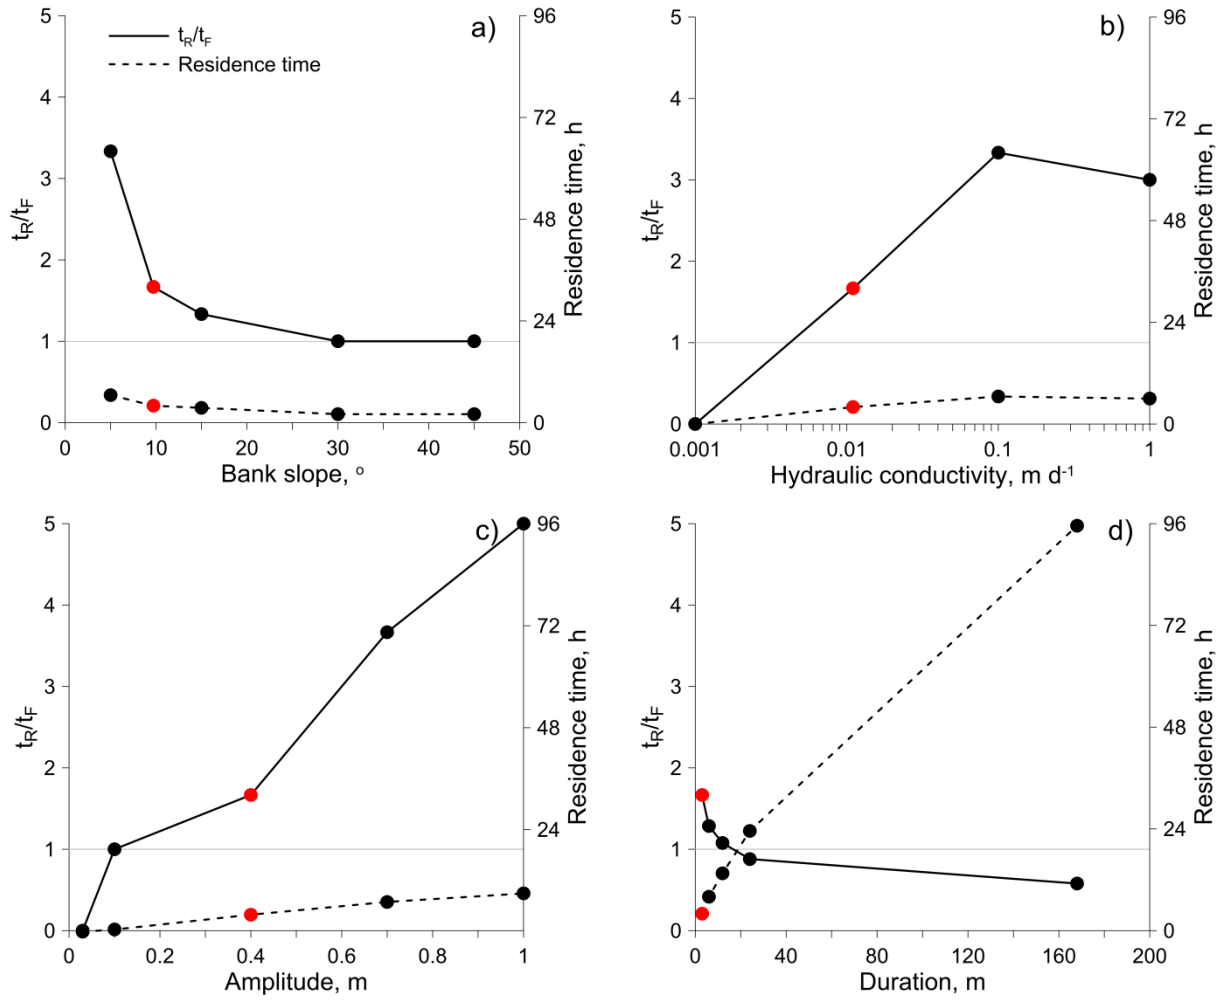 a)
t_R/t_F
Residence time
5
4
3
2
1
0
t_R/t_F
96
72
48
24
0
Residence time, h
0 10 20 30 40 50
Bank slope, °
b)
5
4
3
2
1
0
t_R/t_F
96
72
48
24
0
Residence time, h
0.001 0.01 0.1 1
Hydraulic conductivity, m d⁻¹
c)
5
4
3
2
1
0
t_R/t_F
96
72
48
24
0
Residence time, h
0 0.2 0.4 0.6 0.8 1
Amplitude, m
d)
5
4
3
2
1
0
t_R/t_F
96
72
48
24
0
Residence time, h
0 40 80 120 160 200
Duration, m